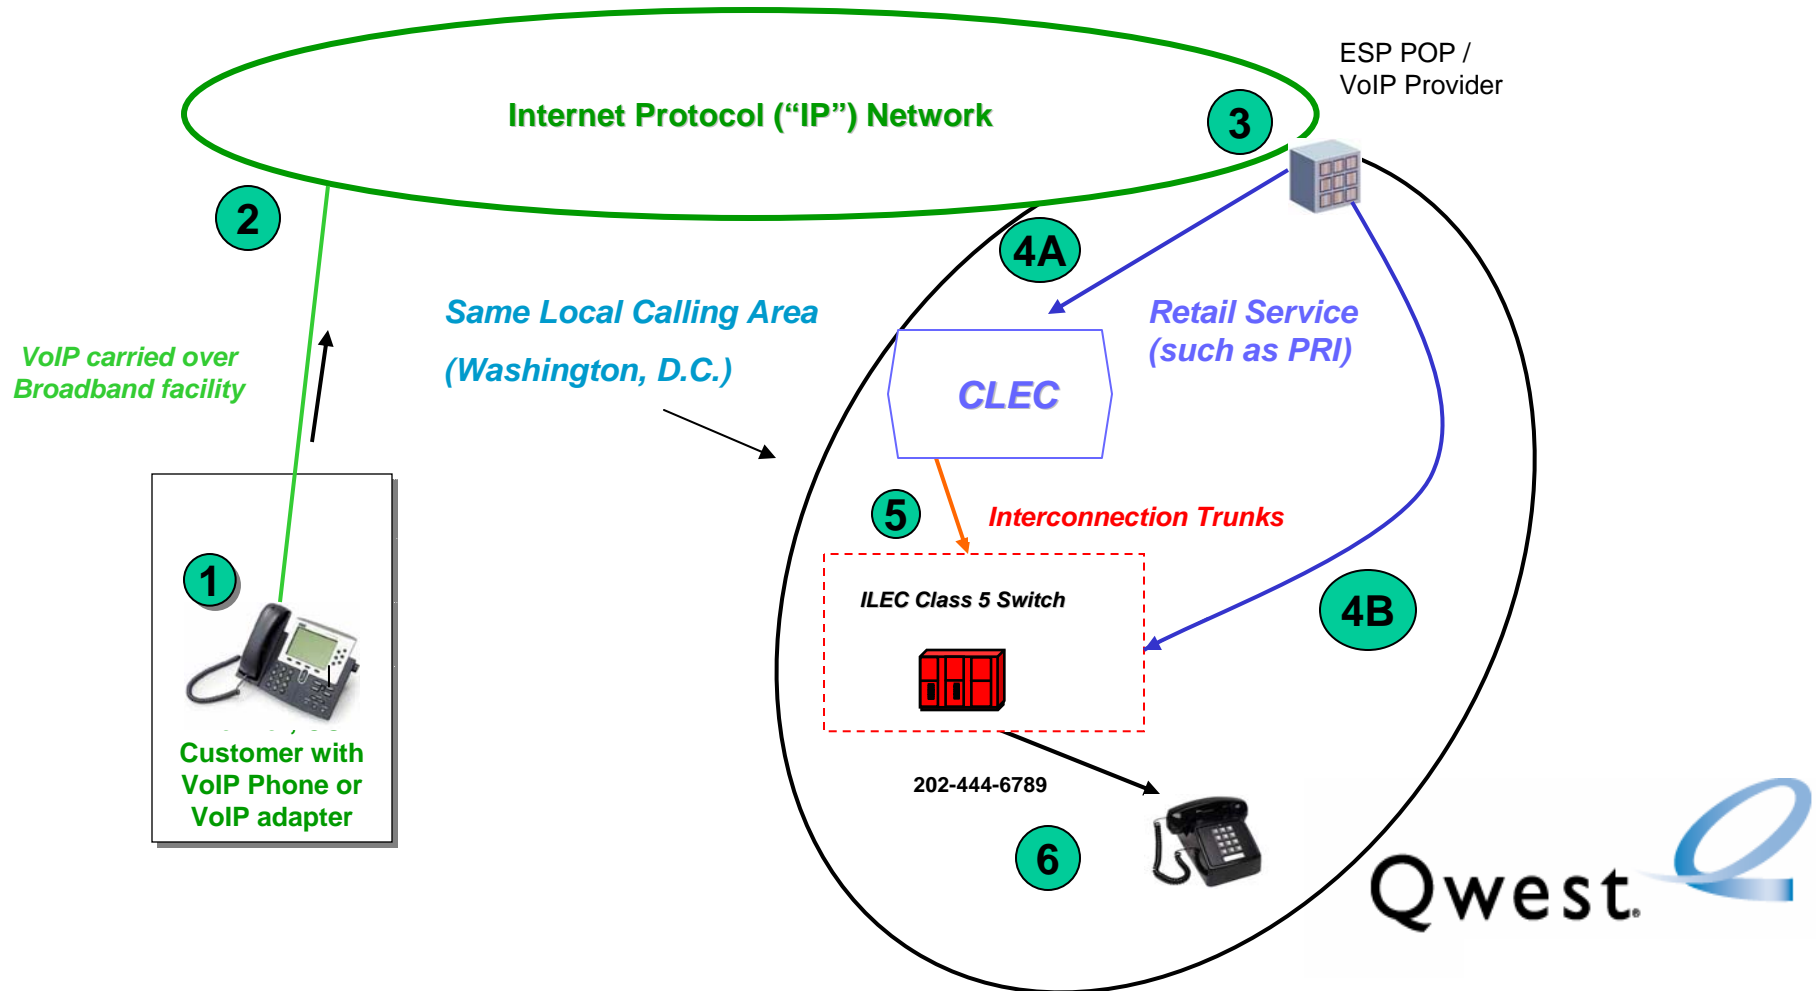 ESP POP /
VoIP Provider
Internet Protocol (“IP”) Network
3
2
4A
Same Local Calling Area
(Washington, D.C.)
Retail Service
(such as PRI)
VoIP carried over
Broadband facility
CLEC
5
Interconnection Trunks
1
ILEC Class 5 Switch
4B
Customer with
VoIP Phone or
VoIP adapter
202-444-6789
6
Qwest®